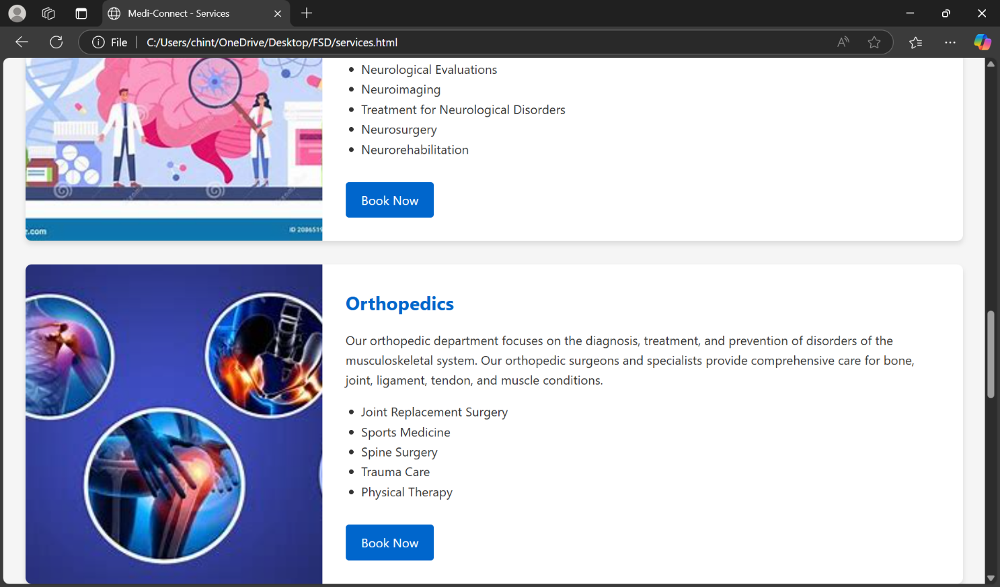 Medi-Connect - Services
File
C:/Users/chint/OneDrive/Desktop/FSD/services.html
Neurological Evaluations
Neuroimaging
Treatment for Neurological Disorders
Neurosurgery
Neurorehabilitation
Book Now
.com
ID 2086519
Orthopedics
Our orthopedic department focuses on the diagnosis, treatment, and prevention of disorders of the
musculoskeletal system. Our orthopedic surgeons and specialists provide comprehensive care for bone,
joint, ligament, tendon, and muscle conditions.
Joint Replacement Surgery
Sports Medicine
Spine Surgery
Trauma Care
Physical Therapy
Book Now